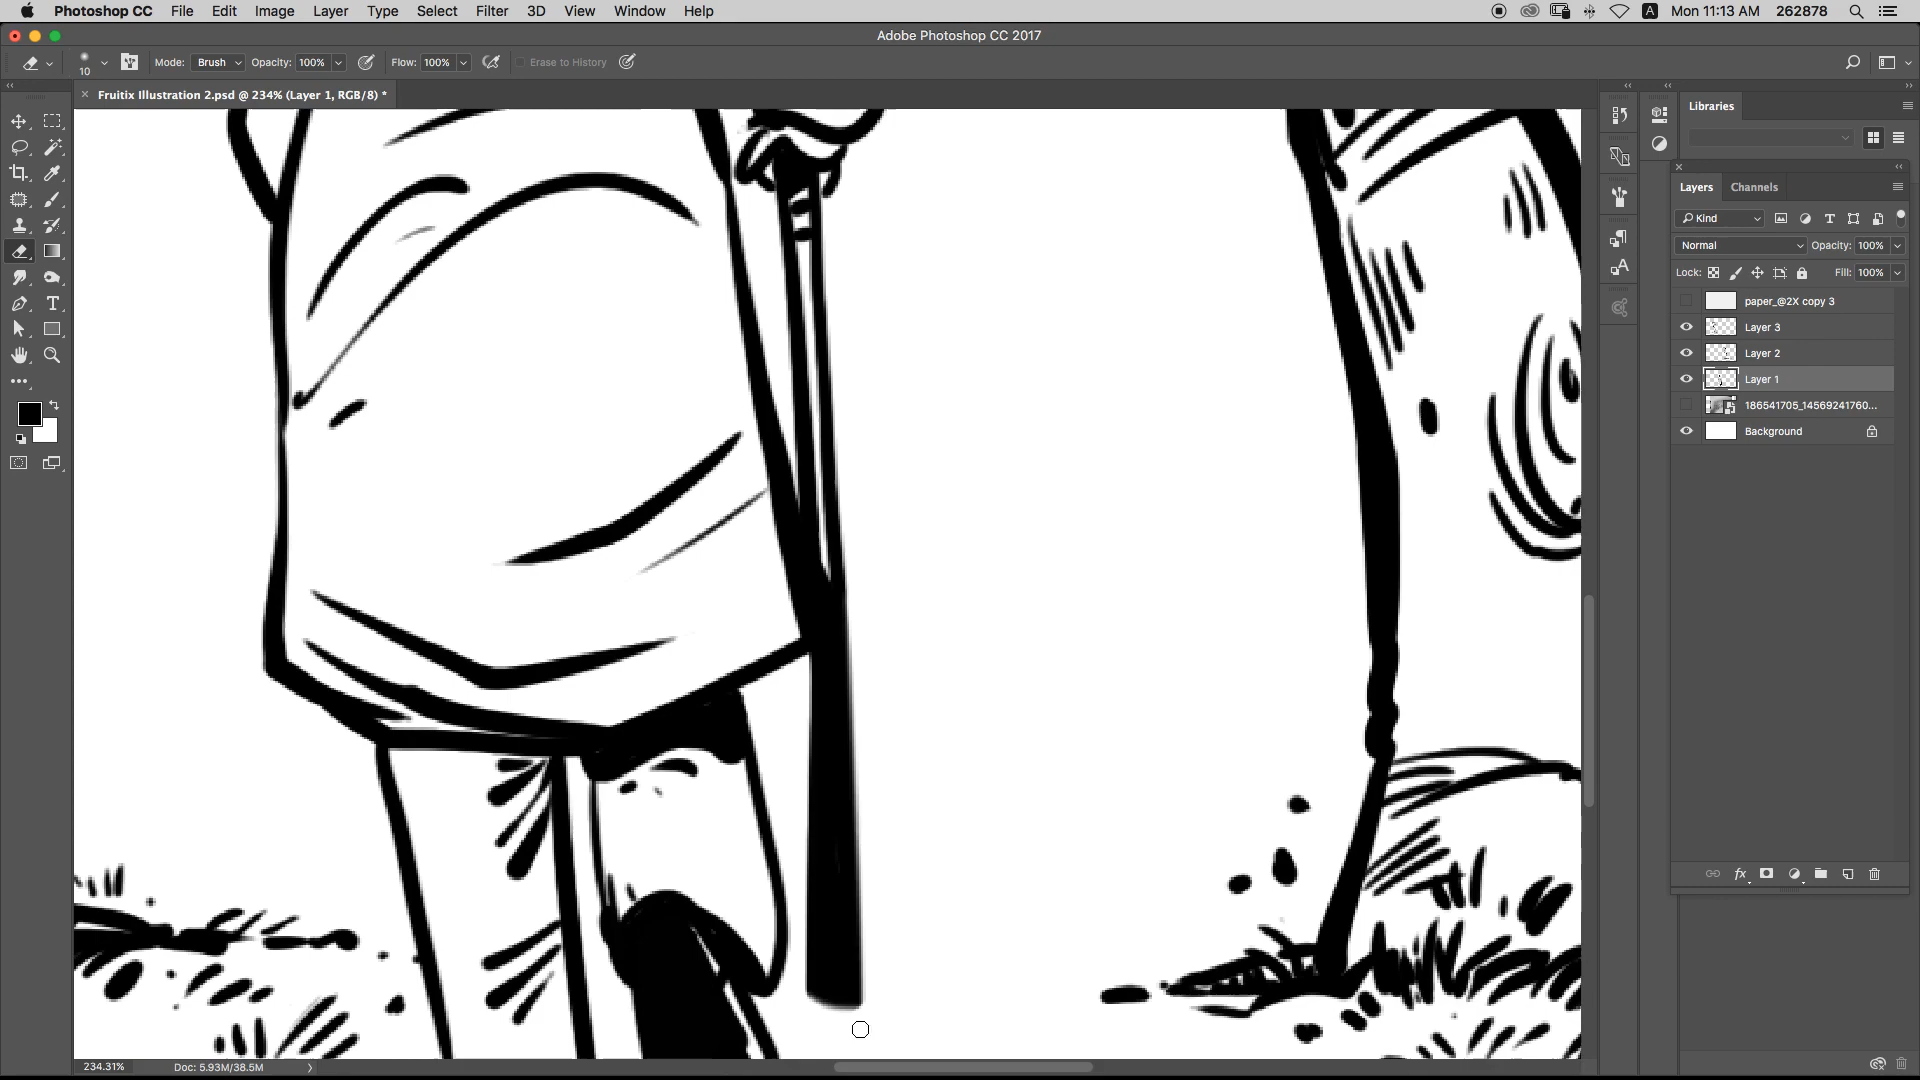 Photoshop CC File Edit Image Layer Type Select Filter 3D View Window Help A Mon 11:13 AM 262878
Adobe Photoshop CC 2017
10 Mode: Brush Opacity: 100% Flow: 100% Erase to History
× Fruitix Illustration 2.psd @ 234% (Layer 1, RGB/8) *
Libraries
Layers Channels
Kind
Normal Opacity: 100%
Lock: Fill: 100%
paper_@2X copy 3
Layer 3
Layer 2
Layer 1
186541705_14569241760...
Background
234.31% Doc: 5.93M/38.5M